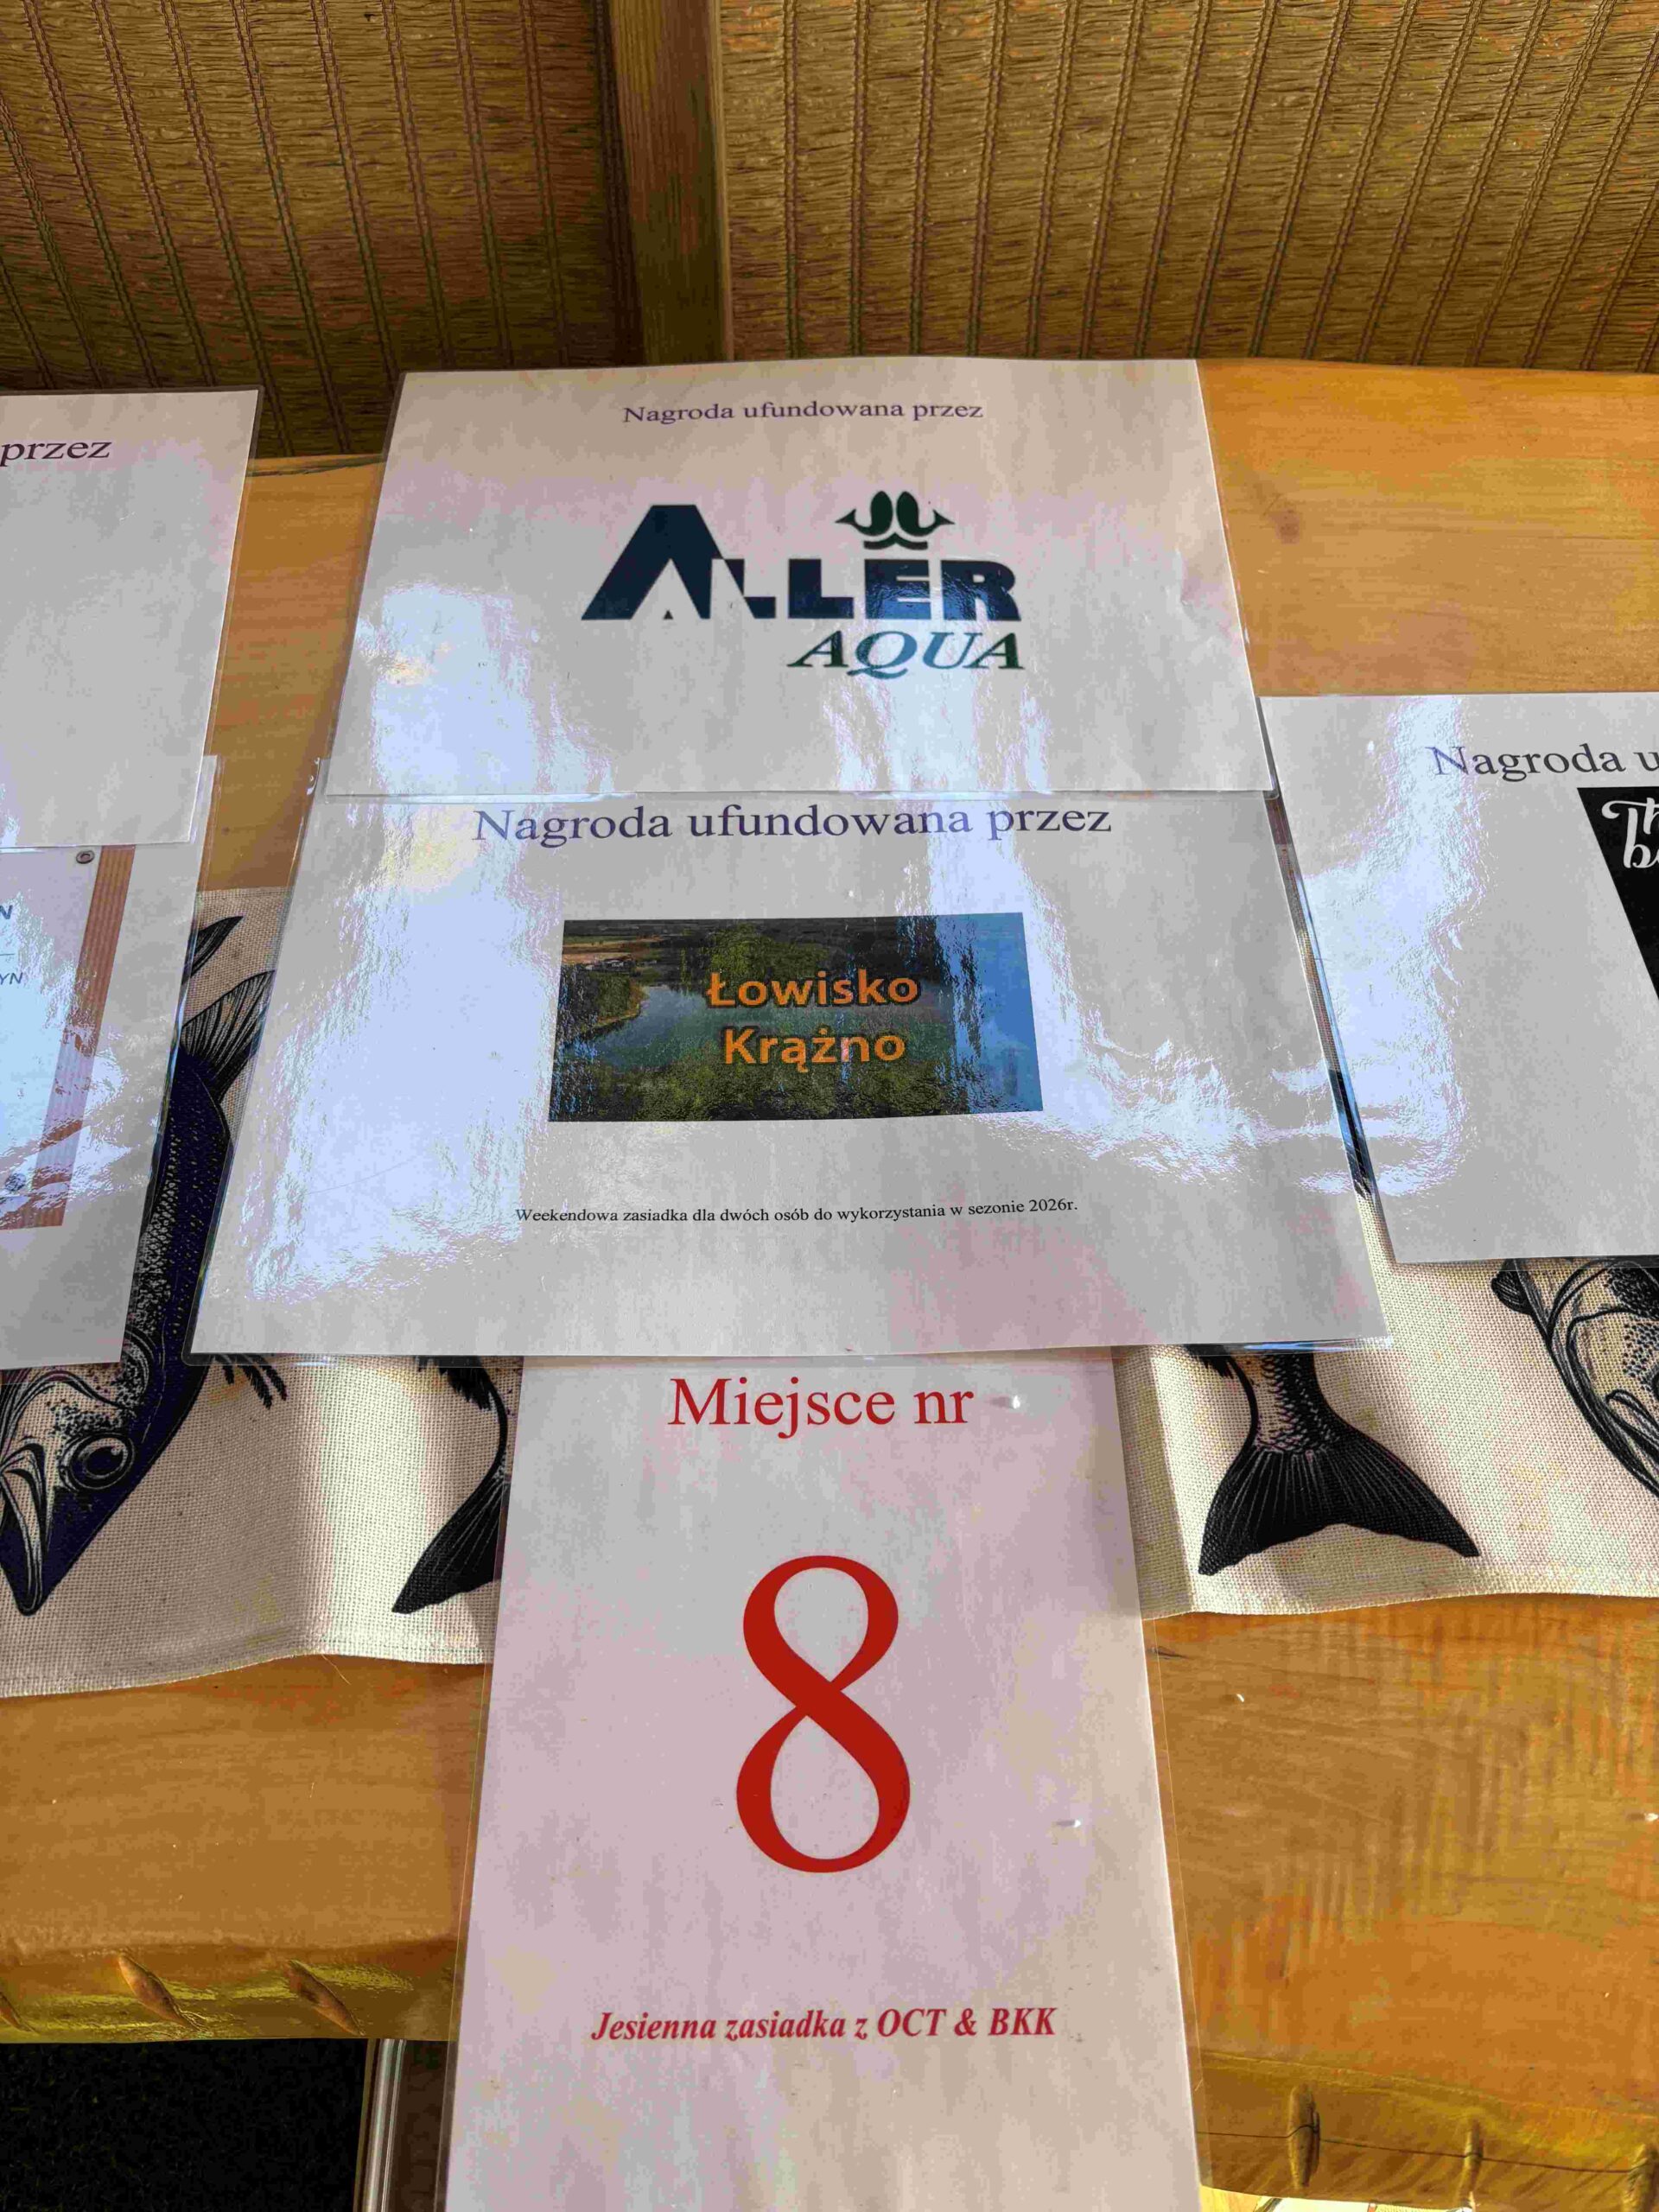 przez
Nagroda ufundowana przez
ALLER
AQUA
Nagroda ufundowana przez
Łowisko
Krążno
Weekendowa zasiadka dla dwóch osób do wykorzystania w sezonie 2026r.
Nagroda u
Miejsce nr
8
Jesienna zasiadka z OCT & BKK